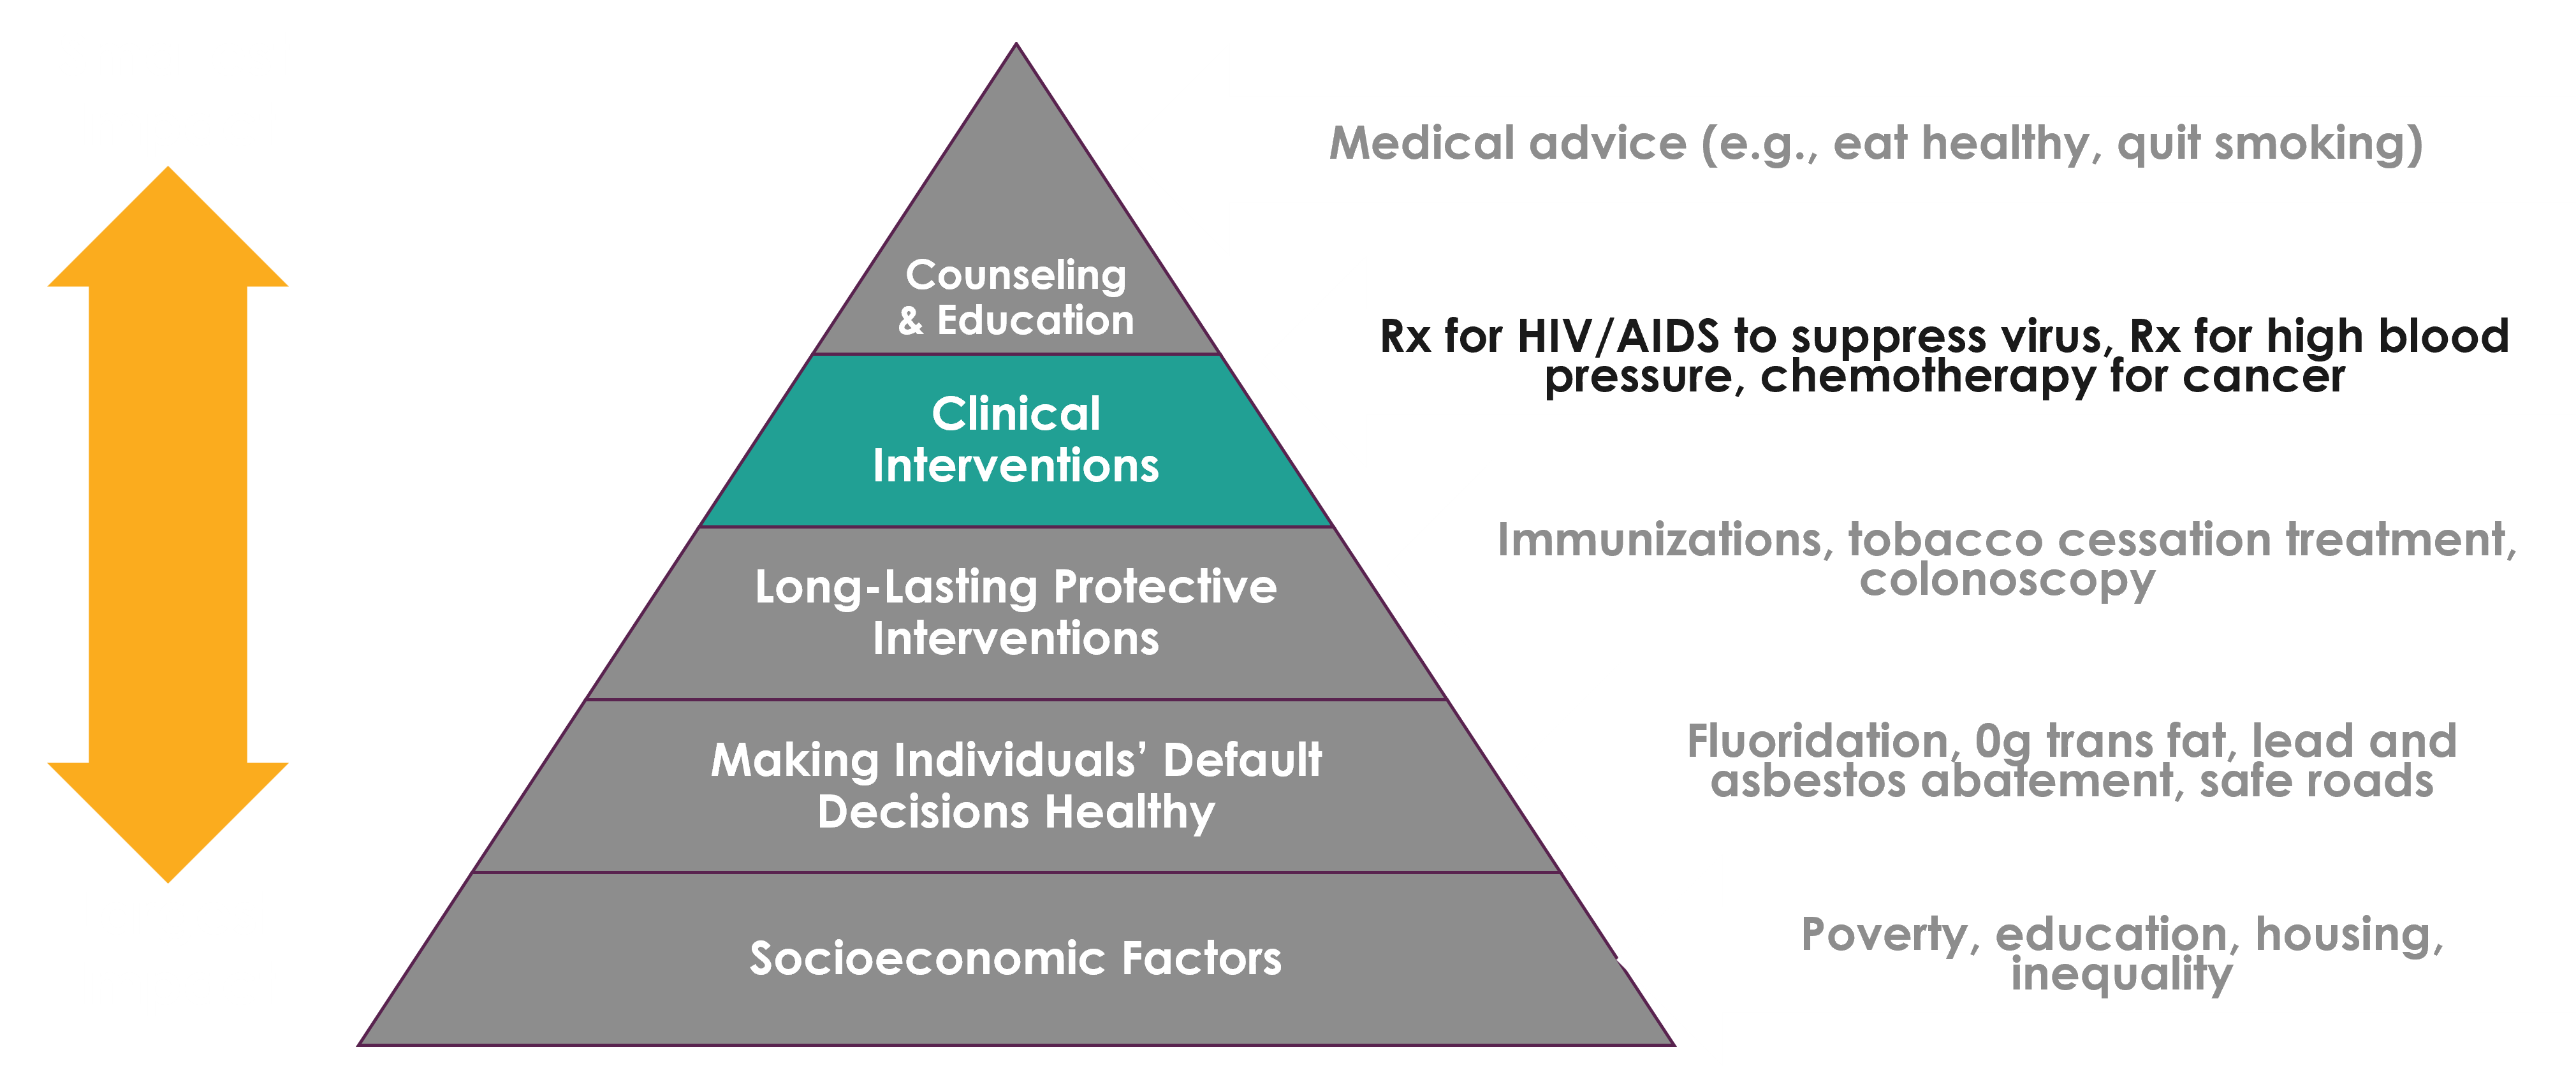 Medical advice (e.g., eat healthy, quit smoking)
Counseling
& Education
Rx for HIV/AIDS to suppress virus, Rx for high blood
pressure, chemotherapy for cancer
Clinical
Interventions
Immunizations, tobacco cessation treatment,
colonoscopy
Long-Lasting Protective
Interventions
Fluoridation, 0g trans fat, lead and
asbestos abatement, safe roads
Making Individuals’ Default
Decisions Healthy
Poverty, education, housing,
inequality
Socioeconomic Factors